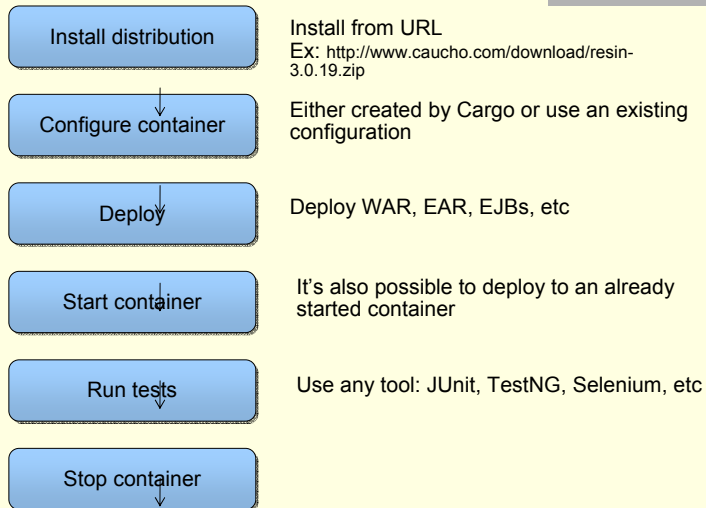 Install distribution
Install from URL
Ex: http://www.caucho.com/download/resin-
3.0.19.zip
Configure container
Either created by Cargo or use an existing
configuration
Deploy
Deploy WAR, EAR, EJBs, etc
Start container
It's also possible to deploy to an already
started container
Run tests
Use any tool: JUnit, TestNG, Selenium, etc
Stop container